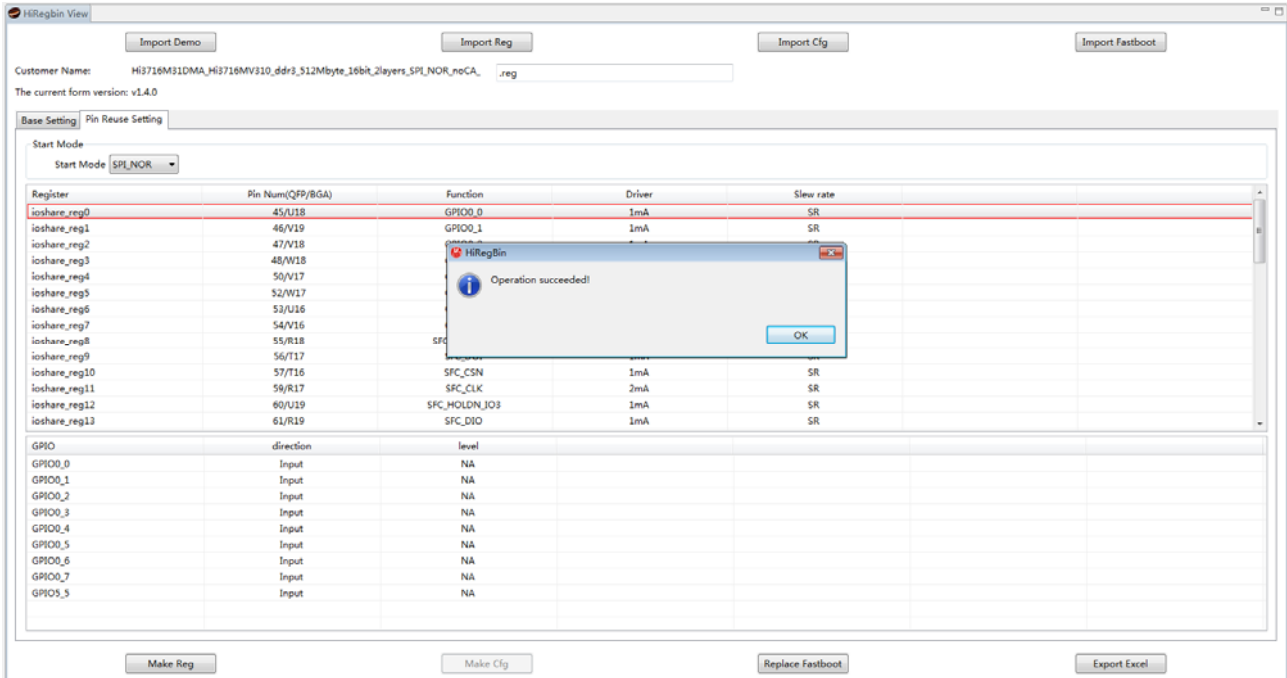 HiRegbin View
Import Demo Import Reg Import Cfg Import Fastboot
Customer Name: Hi3716M31DMA_Hi3716MV310_ddr3_512Mbyte_16bit_2layers_SPI_NOR_noCA_ .reg
The current form version: v1.4.0
Base Setting Pin Reuse Setting
Start Mode
Start Mode SPI_NOR
Register Pin Num(QFP/BGA) Function Driver Slew rate
ioshare_reg0 45/U18 GPIO0_0 1mA SR
ioshare_reg1 46/V19 GPIO0_1 1mA SR
ioshare_reg2 47/V18
ioshare_reg3 48/W18
ioshare_reg4 50/V17
ioshare_reg5 52/W17
ioshare_reg6 53/U16
ioshare_reg7 54/V16
ioshare_reg8 55/R18
ioshare_reg9 56/T17
ioshare_reg10 57/T16 SFC_CSN 1mA SR
ioshare_reg11 59/R17 SFC_CLK 2mA SR
ioshare_reg12 60/U19 SFC_HOLDN_IO3 1mA SR
ioshare_reg13 61/R19 SFC_DIO 1mA SR
HiRegBin
Operation succeeded!
OK
GPIO direction level
GPIO0_0 Input NA
GPIO0_1 Input NA
GPIO0_2 Input NA
GPIO0_3 Input NA
GPIO0_4 Input NA
GPIO0_5 Input NA
GPIO0_6 Input NA
GPIO0_7 Input NA
GPIO5_5 Input NA
Make Reg Make Cfg Replace Fastboot Export Excel